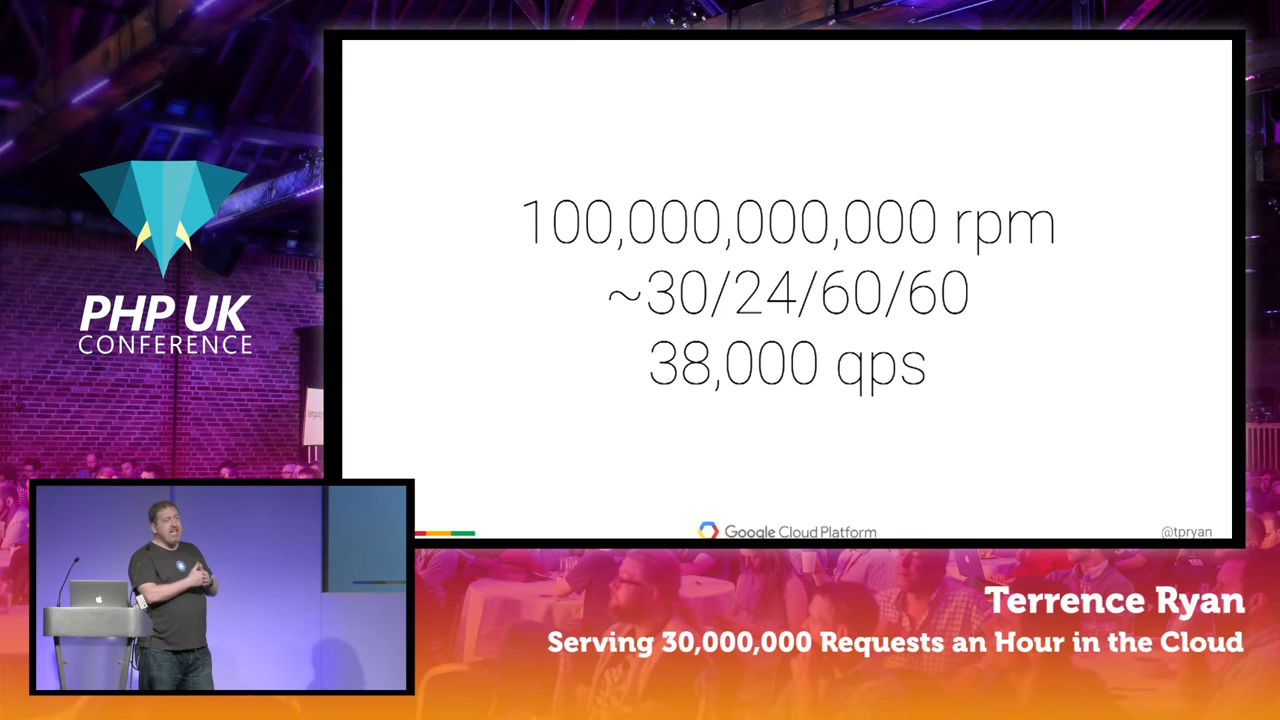 100,000,000,000 rpm
~30/24/60/60
38,000 qps
Google Cloud Platform
@tpryan
PHP UK
CONFERENCE
Terrence Ryan
Serving 30,000,000 Requests an Hour in the Cloud